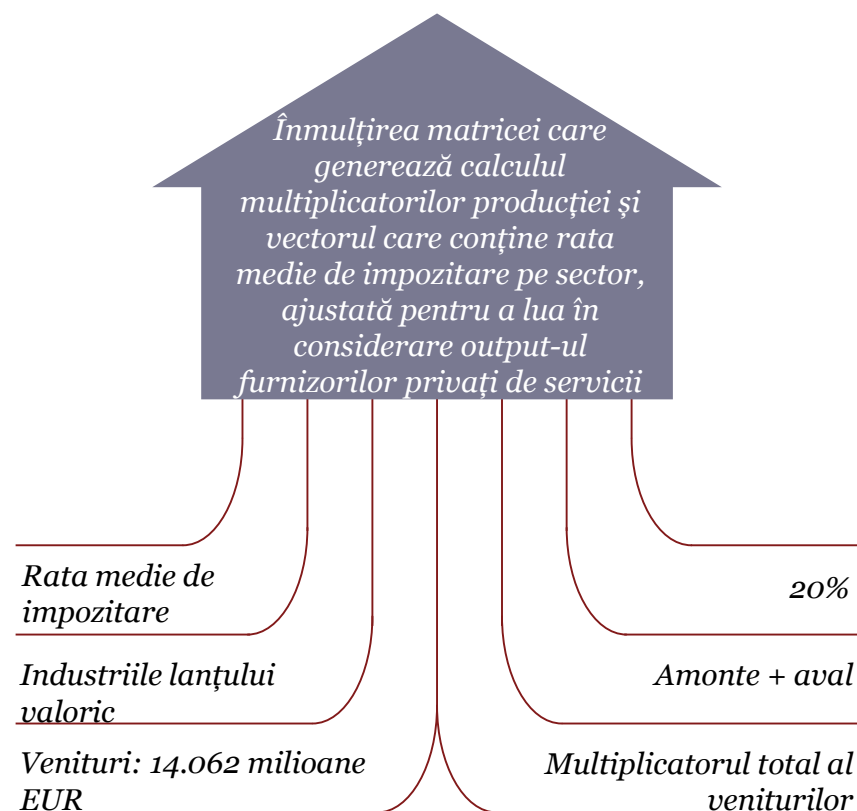 Înmulțirea matricei care
generează calculul
multiplicatorilor producției și
vectorul care conține rata
medie de impozitare pe sector,
ajustată pentru a lua în
considerare output-ul
furnizorilor privați de servicii
Rata medie de
impozitare
20%
Industriile lanțului
valoric
Amonte + aval
Venituri: 14.062 milioane
EUR
Multiplicatorul total al
veniturilor